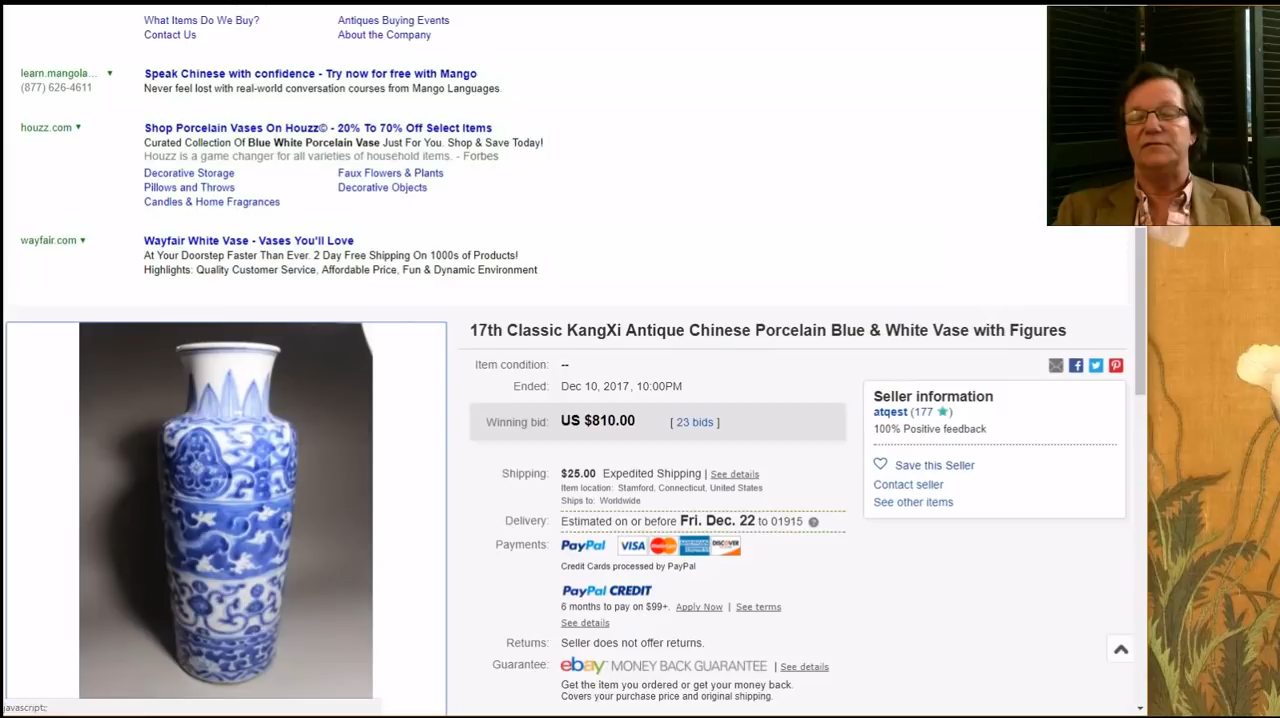 What Items Do We Buy?
Antiques Buying Events
Contact Us
About the Company
learn.mangola...
Speak Chinese with confidence - Try now for free with Mango
(877) 626-4611
Never feel lost with real-world conversation courses from Mango Languages.
houzz.com
Shop Porcelain Vases On Houzz© - 20% To 70% Off Select Items
Curated Collection Of Blue White Porcelain Vase Just For You. Shop & Save Today!
Houzz is a game changer for all varieties of household items. - Forbes
Decorative Storage
Faux Flowers & Plants
Pillows and Throws
Decorative Objects
Candles & Home Fragrances
wayfair.com
Wayfair White Vase - Vases You'll Love
At Your Doorstep Faster Than Ever. 2 Day Free Shipping On 1000s of Products!
Highlights: Quality Customer Service, Affordable Price, Fun & Dynamic Environment
17th Classic KangXi Antique Chinese Porcelain Blue & White Vase with Figures
Item condition: --
Ended: Dec 10, 2017, 10:00PM
Winning bid: US $810.00 [ 23 bids ]
Shipping: $25.00 Expedited Shipping | See details
Item location: Stamford, Connecticut, United States
Ships to: Worldwide
Delivery: Estimated on or before Fri. Dec. 22 to 01915
Payments: PayPal VISA MasterCard AMERICAN EXPRESS DISCOVER
Credit Cards processed by PayPal
PayPal CREDIT
6 months to pay on $99+. Apply Now | See terms
See details
Returns: Seller does not offer returns.
Guarantee: ebay MONEY BACK GUARANTEE | See details
Get the item you ordered or get your money back.
Covers your purchase price and original shipping.
Seller information
atqest (177 )
100% Positive feedback
Save this Seller
Contact seller
See other items
javascript:;